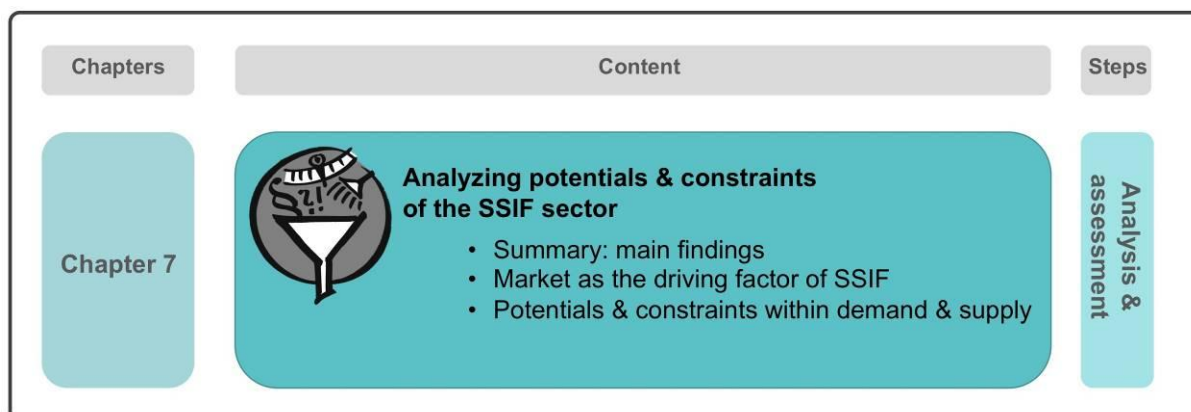 Chapters
Content
Steps
Chapter 7
?!
Analyzing potentials & constraints
of the SSIF sector
• Summary: main findings
• Market as the driving factor of SSIF
• Potentials & constraints within demand & supply
Analysis &
assessment